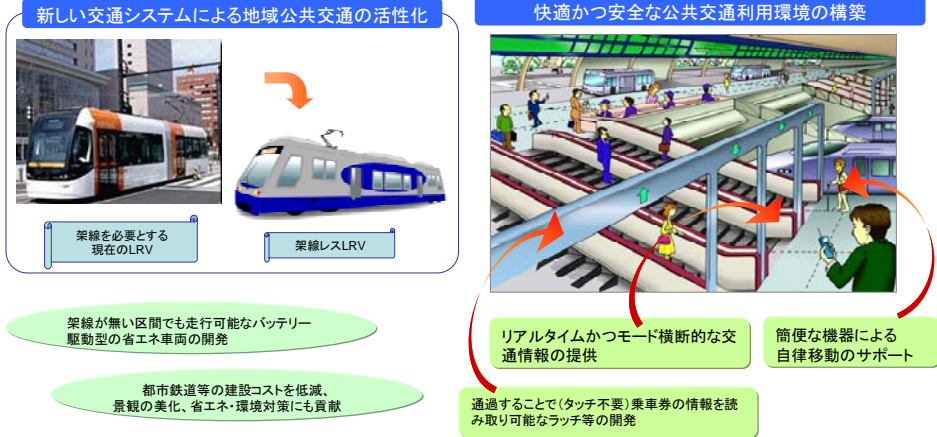 新しい交通システムによる地域公共交通の活性化
架線を必要とする
現在のLRV
架線レスLRV
架線が無い区間でも走行可能なバッテリー
駆動型の省エネ車両の開発
都市鉄道等の建設コストを低減、
景観の美化、省エネ・環境対策にも貢献
快適かつ安全な公共交通利用環境の構築
リアルタイムかつモード横断的な交
通情報の提供
簡便な機器による
自律移動のサポート
通過することで(タッチ不要)乗車券の情報を読
み取り可能なラッチ等の開発